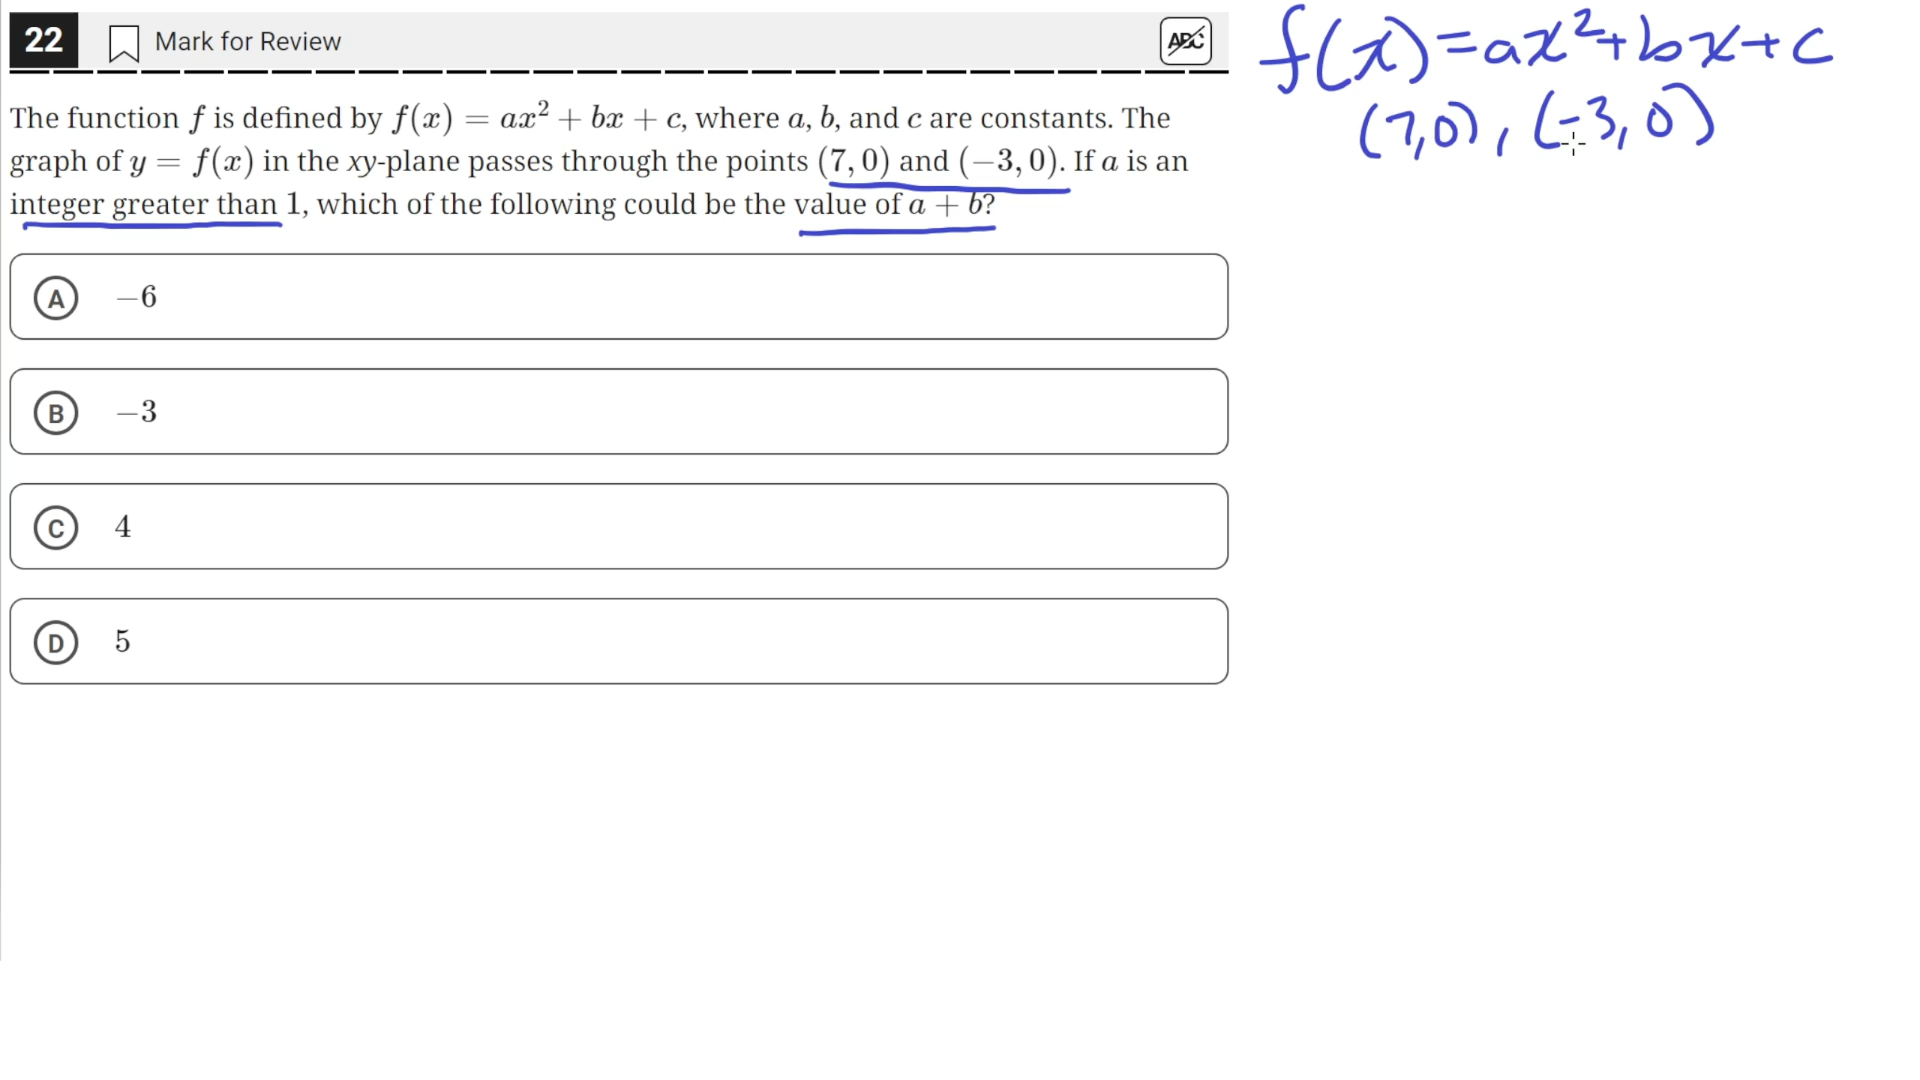 22 Mark for Review ABC
f(x)=ax²+bx+c
(7,0), (-3,0)
The function f is defined by f(x) = ax² + bx + c, where a, b, and c are constants. The
graph of y = f(x) in the xy-plane passes through the points (7, 0) and (−3, 0). If a is an
integer greater than 1, which of the following could be the value of a + b?
A −6
B −3
C 4
D 5